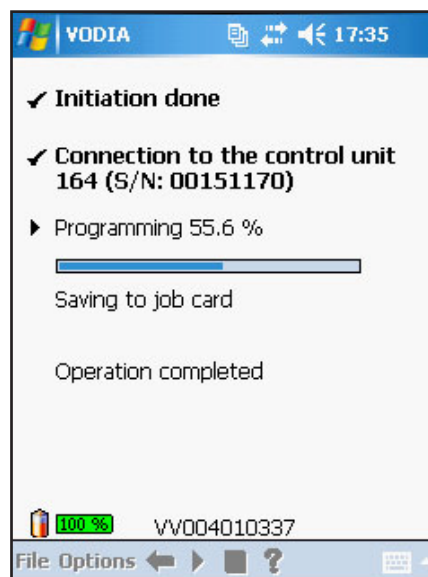 VODIA 17:35
Initiation done
Connection to the control unit
164 (S/N: 00151170)
Programming 55.6 %
Saving to job card
Operation completed
100 % VV004010337
File Options ?